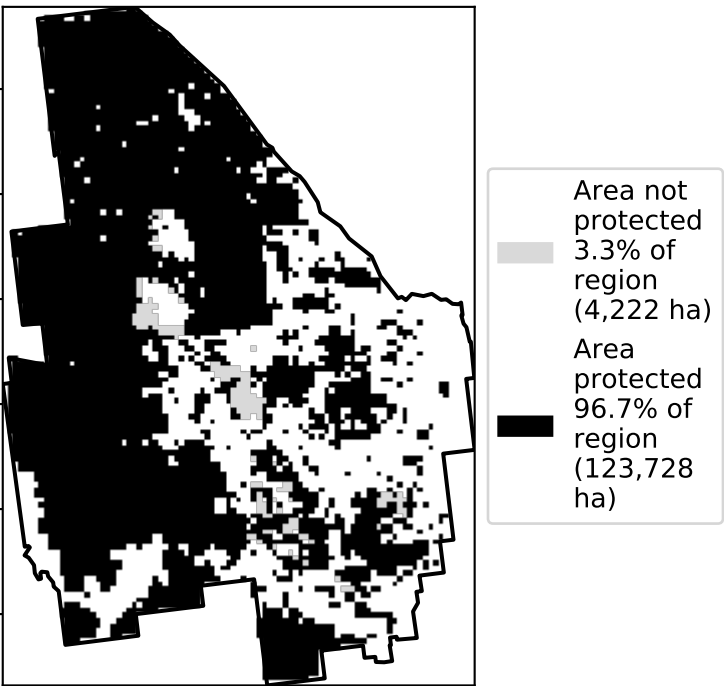 Area not
protected
3.3% of
region
(4,222 ha)
Area
protected
96.7% of
region
(123,728
ha)